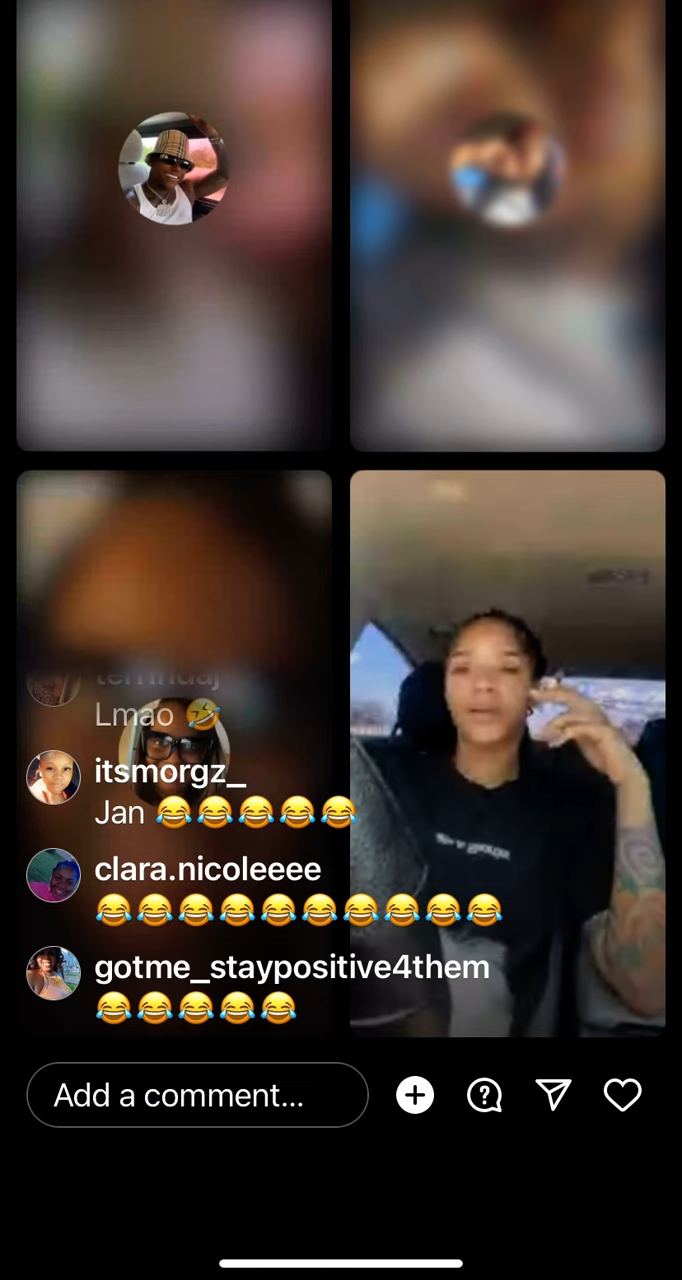 Lmao 🤣
itsmorgz_
Jan 😂😂😂😂😂
clara.nicoleeee
😂😂😂😂😂😂😂😂😂😂
gotme_staypositive4them
😂😂😂😂😂
Add a comment...